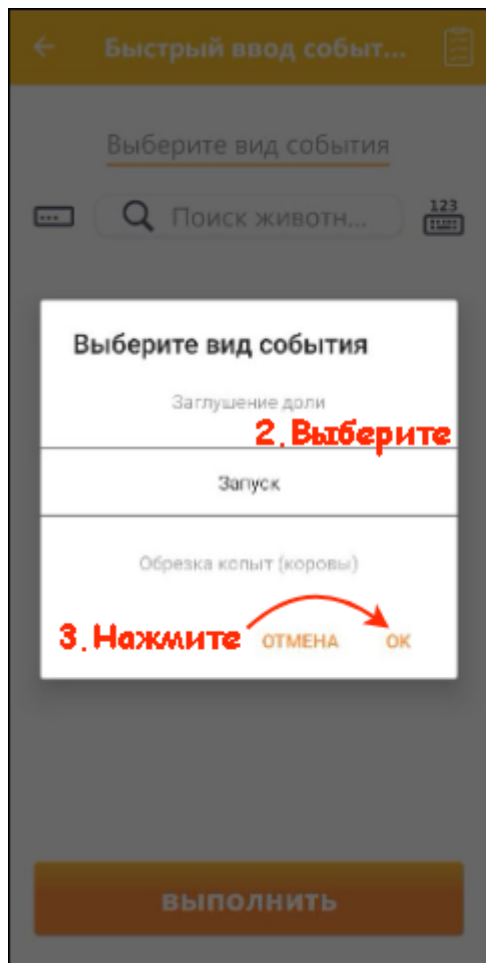 Быстрый ввод событ...
Выберите вид события
Поиск животн...
123
Выберите вид события
Заглушение доли
2. Выберите
Запуск
Обрезка копыт (коровы)
3. Нажмите
ОТМЕНА ОК
ВЫПОЛНИТЬ